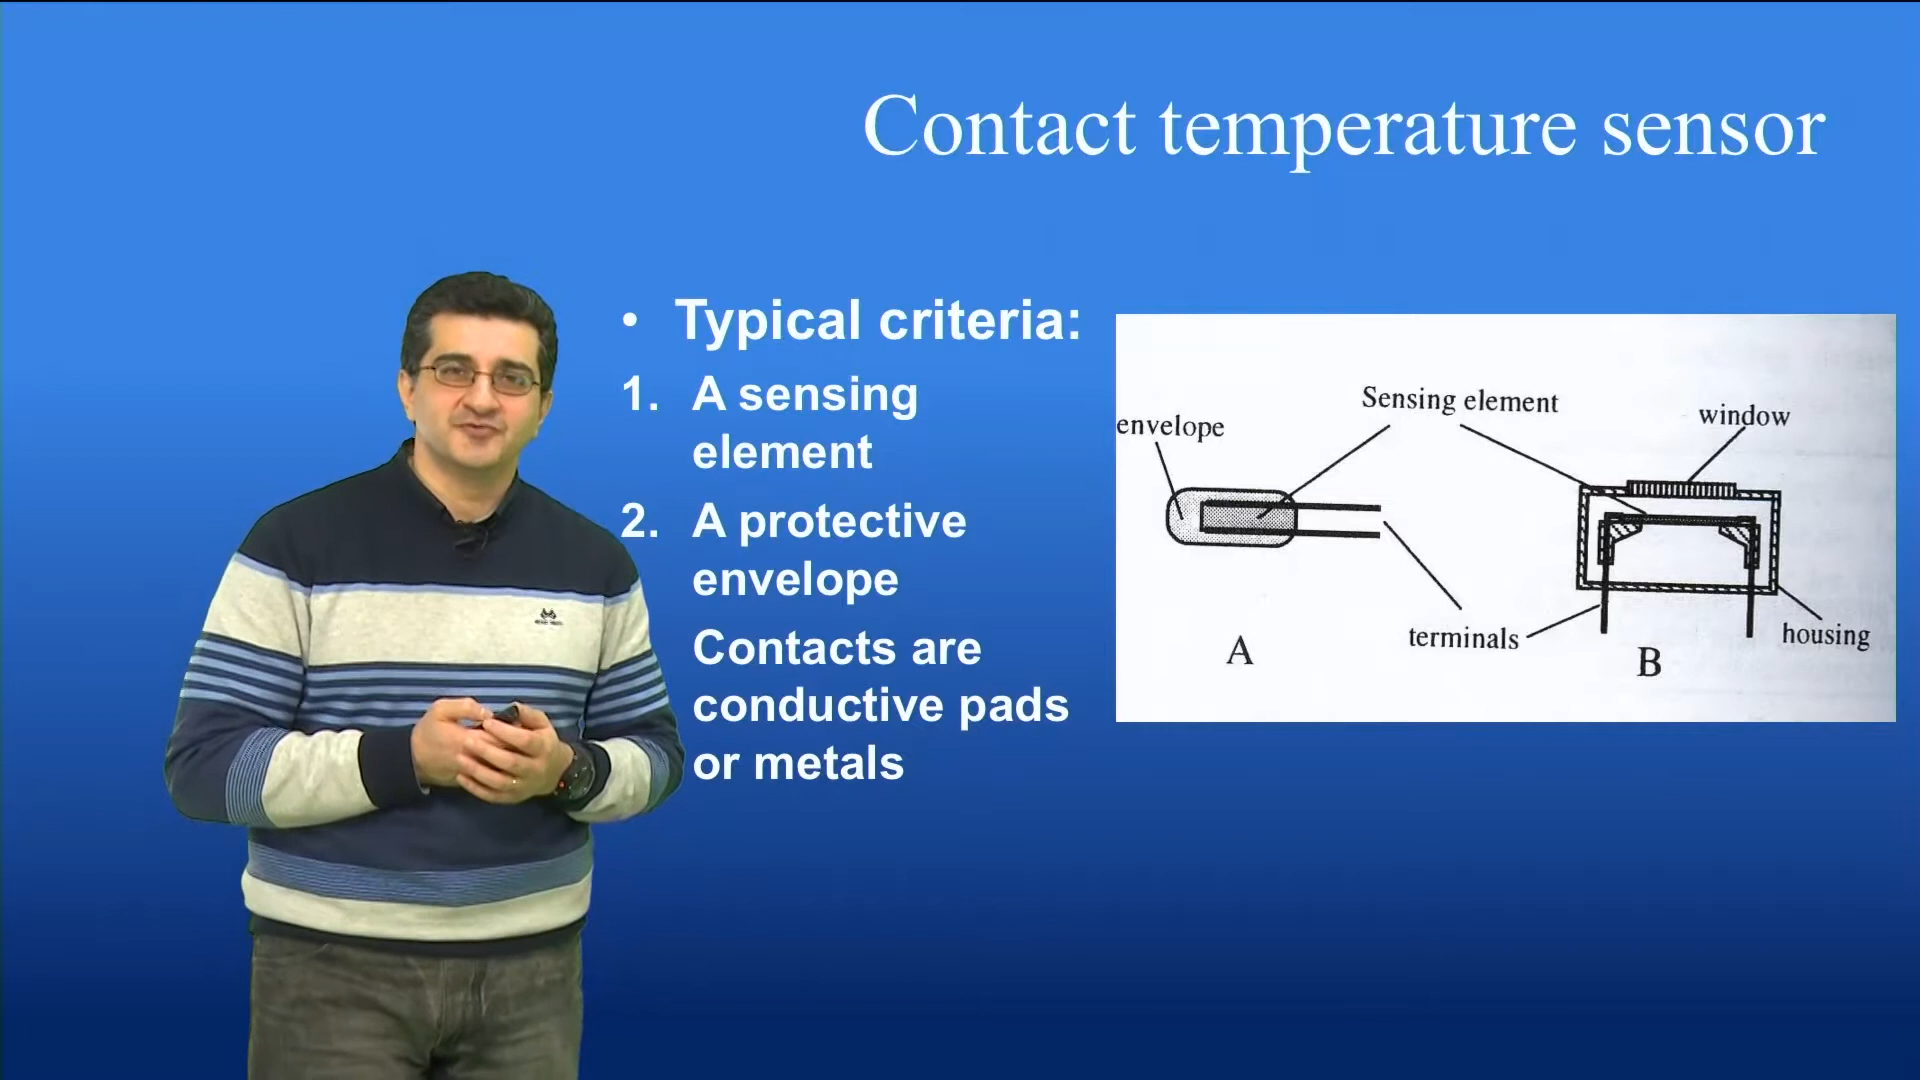 Contact temperature sensor
• Typical criteria:
1. A sensing
element
2. A protective
envelope
Contacts are
conductive pads
or metals
Sensing element
envelope
window
terminals
housing
A
B